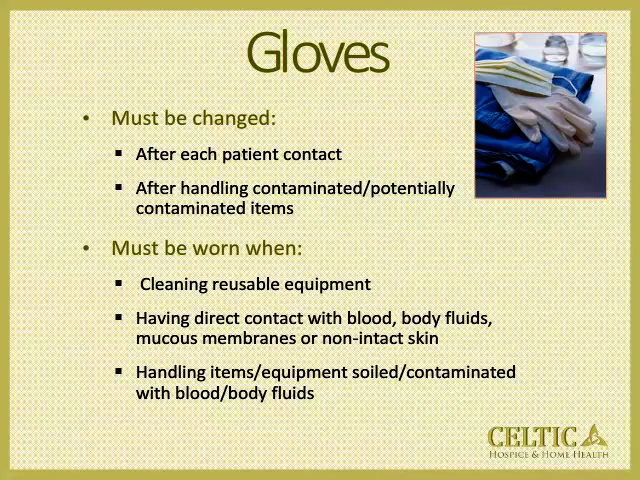 Gloves
• Must be changed:
▪ After each patient contact
▪ After handling contaminated/potentially
contaminated items
• Must be worn when:
▪ Cleaning reusable equipment
▪ Having direct contact with blood, body fluids,
mucous membranes or non-intact skin
▪ Handling items/equipment soiled/contaminated
with blood/body fluids
CELTIC
HOSPICE & HOME HEALTH